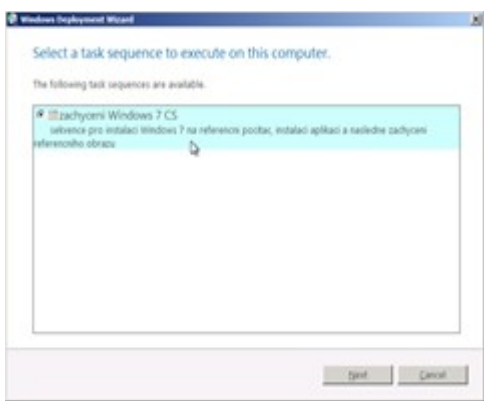 Windows Deployment Wizard
Select a task sequence to execute on this computer.
The following task sequences are available.
zachyceni Windows 7 CS
sekvence pro instalaci Windows 7 na referencni pocitac, instalaci aplikaci a nasledne zachyceni
referencniho obrazu
Next
Cancel